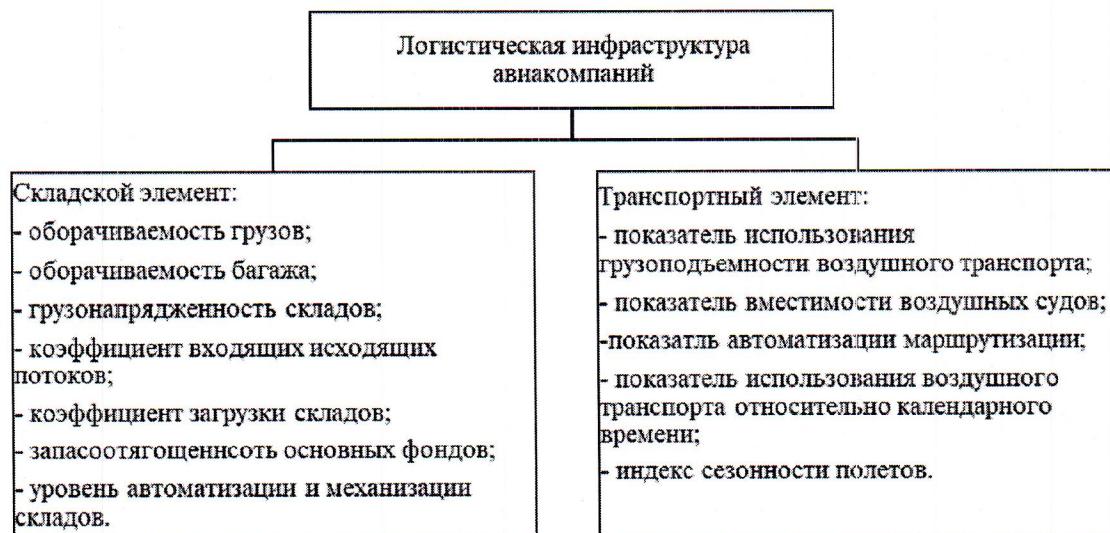 Логистическая инфраструктура
авиакомпаний
Складской элемент:
- оборачиваемость грузов;
- оборачиваемость багажа;
- грузонапрядженность складов;
- коэффициент входящих исходящих
потоков;
- коэффициент загрузки складов;
- запасоотягощеннсоть основных фондов;
- уровень автоматизации и механизации
складов.
Транспортный элемент:
- показатель использования
грузоподъемности воздушного транспорта;
- показатель вместимости воздушных судов;
-показатль автоматизации маршрутизации;
- показатель использования воздушного
транспорта относительно календарного
времени;
- индекс сезонности полетов.